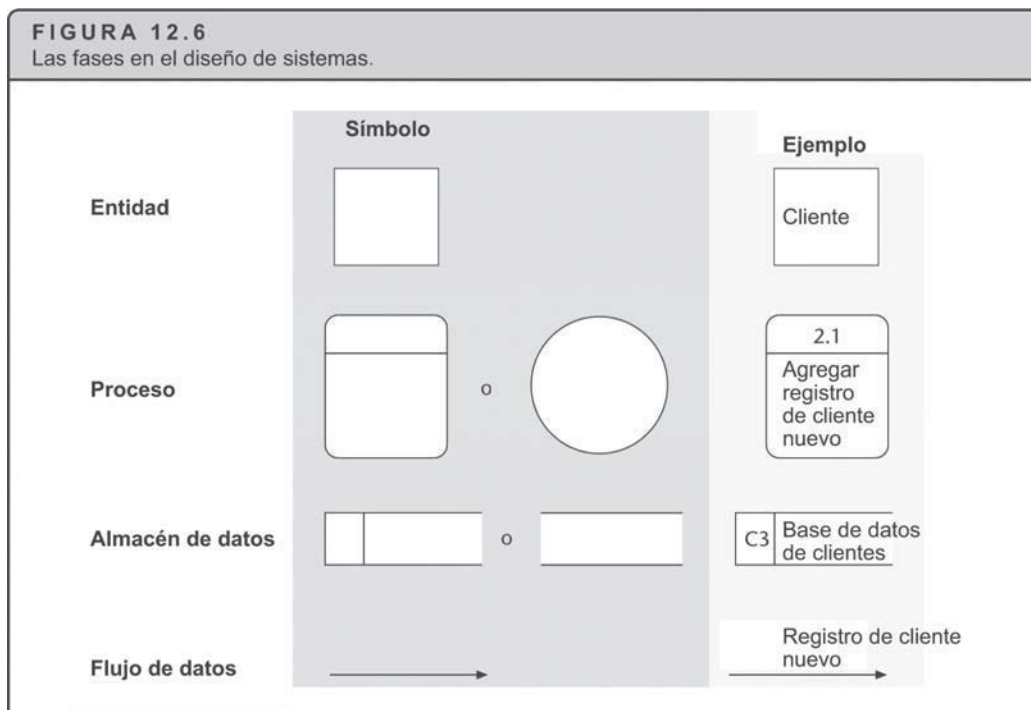 FIGURA 12.6
Las fases en el diseño de sistemas.
Símbolo
Ejemplo
Entidad
Cliente
Proceso
o
2.1
Agregar
registro
de cliente
nuevo
Almacén de datos
o
C3
Base de datos
de clientes
Flujo de datos
Registro de cliente
nuevo